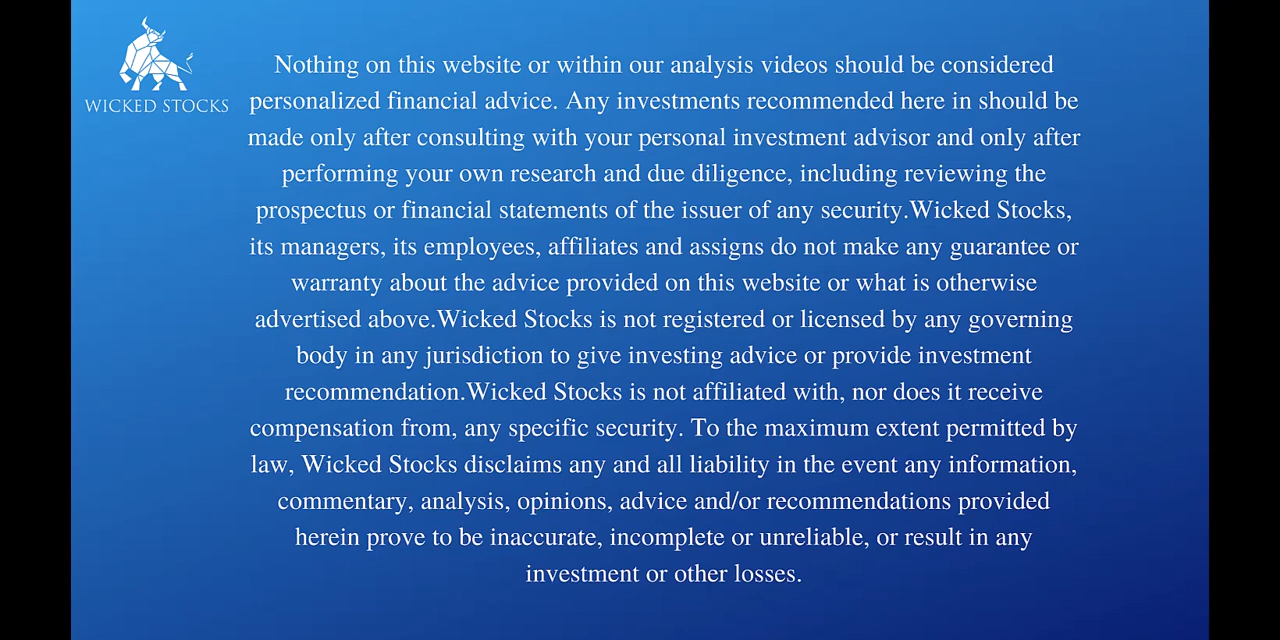 WICKED STOCKS
Nothing on this website or within our analysis videos should be considered
personalized financial advice. Any investments recommended here in should be
made only after consulting with your personal investment advisor and only after
performing your own research and due diligence, including reviewing the
prospectus or financial statements of the issuer of any security.Wicked Stocks,
its managers, its employees, affiliates and assigns do not make any guarantee or
warranty about the advice provided on this website or what is otherwise
advertised above.Wicked Stocks is not registered or licensed by any governing
body in any jurisdiction to give investing advice or provide investment
recommendation.Wicked Stocks is not affiliated with, nor does it receive
compensation from, any specific security. To the maximum extent permitted by
law, Wicked Stocks disclaims any and all liability in the event any information,
commentary, analysis, opinions, advice and/or recommendations provided
herein prove to be inaccurate, incomplete or unreliable, or result in any
investment or other losses.